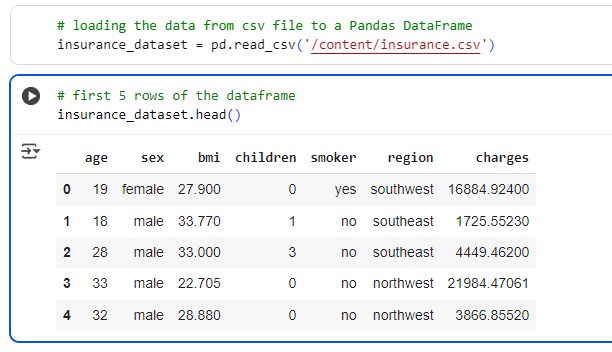 # loading the data from csv file to a Pandas DataFrame
insurance_dataset = pd.read_csv('/content/insurance.csv')
# first 5 rows of the dataframe
insurance_dataset.head()
age sex bmi children smoker region charges
0 19 female 27.900 0 yes southwest 16884.92400
1 18 male 33.770 1 no southeast 1725.55230
2 28 male 33.000 3 no southeast 4449.46200
3 33 male 22.705 0 no northwest 21984.47061
4 32 male 28.880 0 no northwest 3866.85520